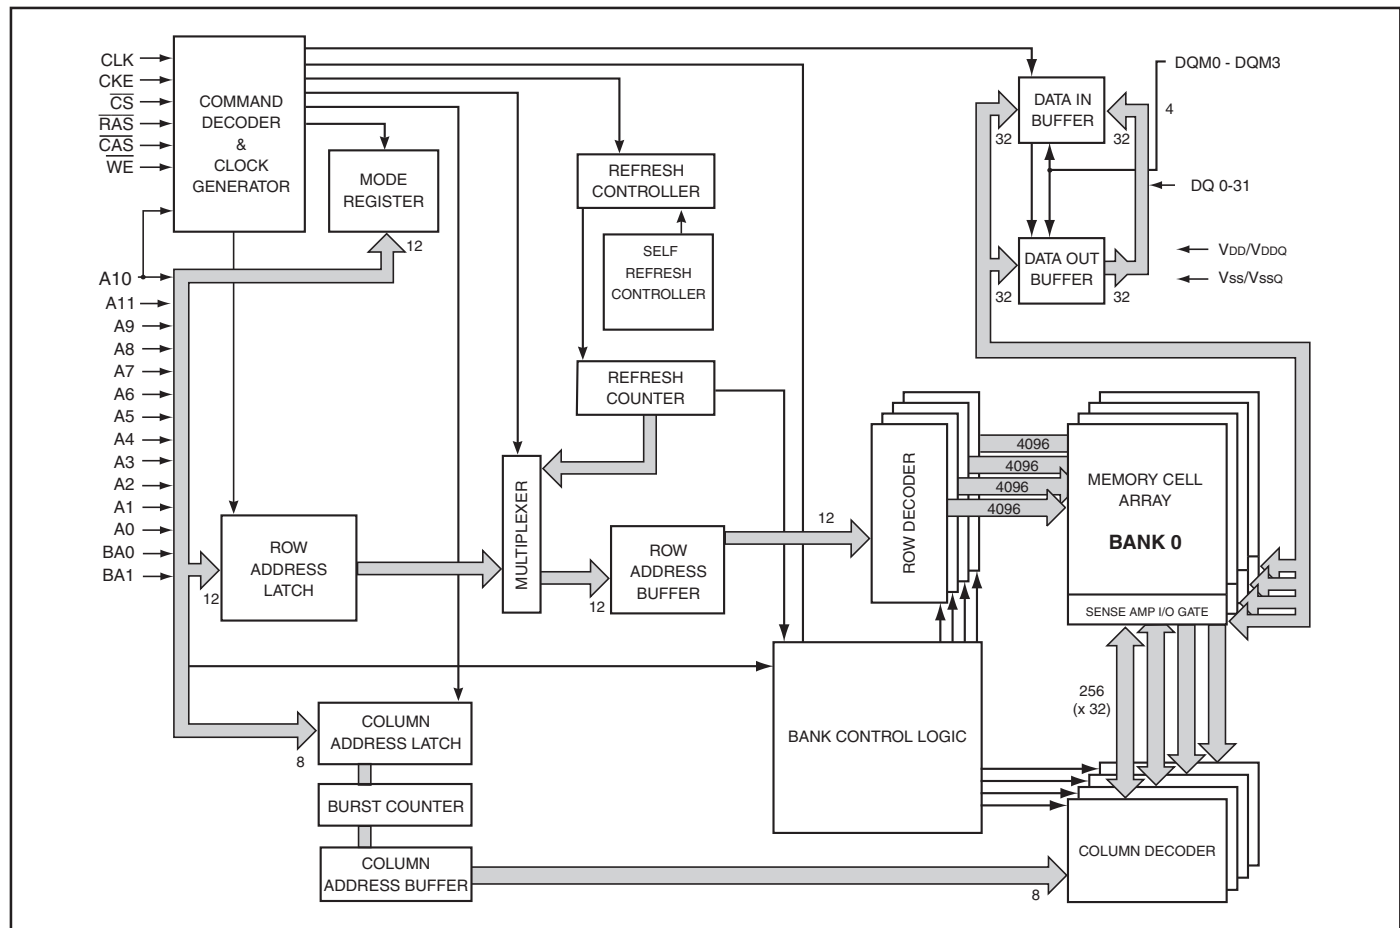 CLK
CKE
CS
RAS
CAS
WE
A10
A11
A9
A8
A7
A6
A5
A4
A3
A2
A1
A0
BA0
BA1
COMMAND
DECODER
&
CLOCK
GENERATOR
MODE
REGISTER
12
REFRESH
CONTROLLER
SELF
REFRESH
CONTROLLER
REFRESH
COUNTER
DATA IN
BUFFER
32
32
DQM0 - DQM3
4
DQ 0-31
DATA OUT
BUFFER
32
32
VDD/VDDQ
Vss/VssQ
12
ROW
ADDRESS
LATCH
MULTIPLEXER
12
ROW
ADDRESS
BUFFER
12
ROW DECODER
4096
4096
4096
4096
MEMORY CELL
ARRAY
BANK 0
SENSE AMP I/O GATE
256
(x 32)
BANK CONTROL LOGIC
8
COLUMN
ADDRESS LATCH
BURST COUNTER
COLUMN
ADDRESS BUFFER
8
COLUMN DECODER